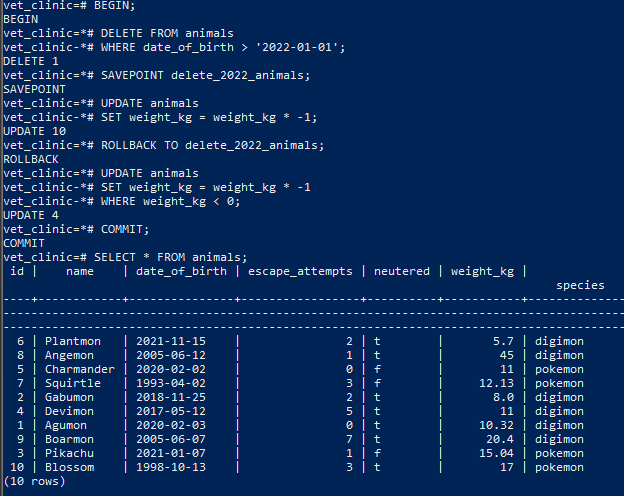 vet_clinic=# BEGIN;
BEGIN
vet_clinic=*# DELETE FROM animals
vet_clinic-*# WHERE date_of_birth > '2022-01-01';
DELETE 1
vet_clinic=*# SAVEPOINT delete_2022_animals;
SAVEPOINT
vet_clinic=*# UPDATE animals
vet_clinic-*# SET weight_kg = weight_kg * -1;
UPDATE 10
vet_clinic=*# ROLLBACK TO delete_2022_animals;
ROLLBACK
vet_clinic=*# UPDATE animals
vet_clinic-*# SET weight_kg = weight_kg * -1
vet_clinic-*# WHERE weight_kg < 0;
UPDATE 4
vet_clinic=*# COMMIT;
COMMIT
vet_clinic=# SELECT * FROM animals;
 id |    name    | date_of_birth | escape_attempts | neutered | weight_kg |
species
----+------------+---------------+-----------------+----------+-----------+--------------
--------------------------------------------------------------------------------
--------------------------------------------------------------------------------
  6 | Plantmon   | 2021-11-15    |               2 | t        |       5.7 | digimon
  8 | Angemon    | 2005-06-12    |               1 | t        |        45 | digimon
  5 | Charmander | 2020-02-02    |               0 | f        |        11 | pokemon
  7 | Squirtle   | 1993-04-02    |               3 | f        |     12.13 | pokemon
  2 | Gabumon    | 2018-11-25    |               2 | t        |       8.0 | digimon
  4 | Devimon    | 2017-05-12    |               5 | t        |        11 | digimon
  1 | Agumon     | 2020-02-03    |               0 | t        |     10.32 | digimon
  9 | Boarmon    | 2005-06-07    |               7 | t        |      20.4 | digimon
  3 | Pikachu    | 2021-01-07    |               1 | f        |     15.04 | pokemon
 10 | Blossom    | 1998-10-13    |               3 | t        |        17 | pokemon
(10 rows)